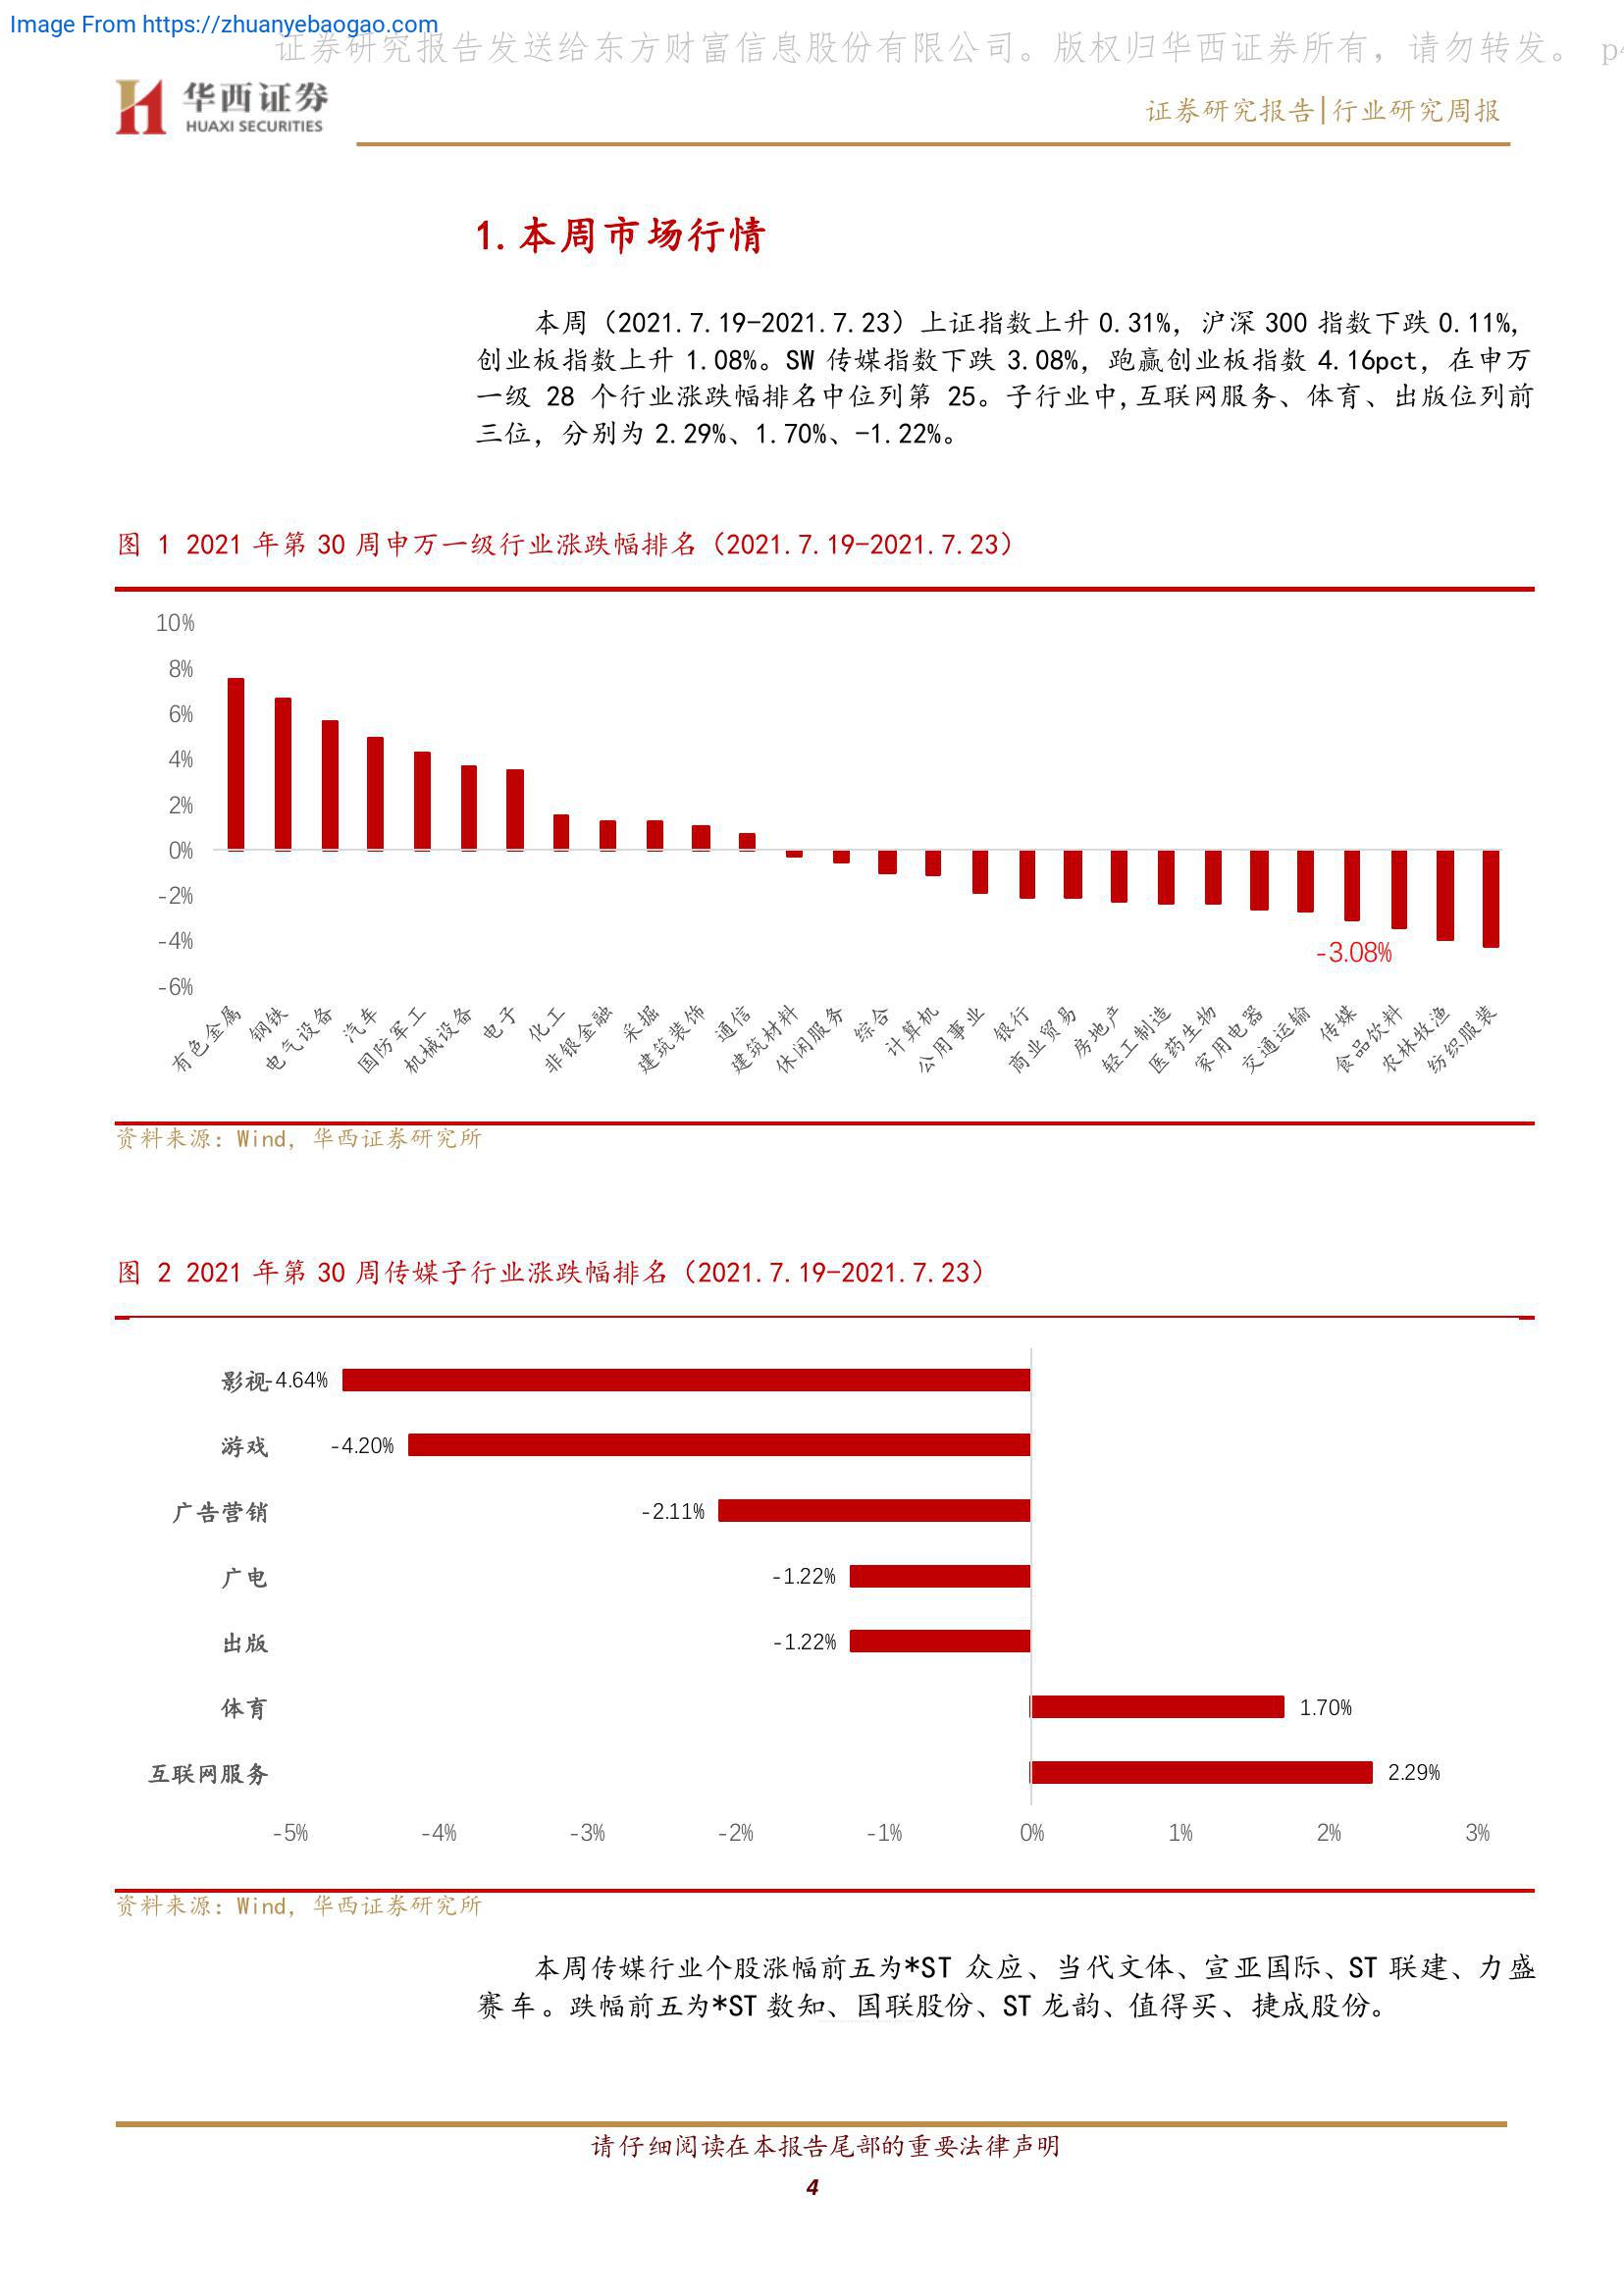 Image From https://zhuanyebaogao.com
证券研究报告发送给东方财富信息股份有限公司。版权归华西证券所有，请勿转发。 p4
华西证券
HUAXI SECURITIES
证券研究报告|行业研究周报
1.本周市场行情
本周（2021.7.19-2021.7.23）上证指数上升 0.31%，沪深 300 指数下跌 0.11%，
创业板指数上升 1.08%。SW 传媒指数下跌 3.08%，跑赢创业板指数 4.16pct，在申万
一级 28 个行业涨跌幅排名中位列第 25。子行业中,互联网服务、体育、出版位列前
三位，分别为 2.29%、1.70%、-1.22%。
图 1 2021 年第 30 周申万一级行业涨跌幅排名（2021.7.19-2021.7.23）
10%
8%
6%
4%
2%
0%
-2%
-4%
-6%
-3.08%
有色金属
钢铁
电气设备
汽车
国防军工
机械设备
电子
化工
非银金融
采掘
建筑装饰
通信
建筑材料
休闲服务
综合
计算机
公用事业
银行
商业贸易
房地产
轻工制造
医药生物
家用电器
交通运输
传媒
食品饮料
农林牧渔
纺织服装
资料来源：Wind，华西证券研究所
图 2 2021 年第 30 周传媒子行业涨跌幅排名（2021.7.19-2021.7.23）
影视 -4.64%
游戏 -4.20%
广告营销 -2.11%
广电 -1.22%
出版 -1.22%
体育 1.70%
互联网服务 2.29%
-5% -4% -3% -2% -1% 0% 1% 2% 3%
资料来源：Wind，华西证券研究所
本周传媒行业个股涨幅前五为*ST 众应、当代文体、宣亚国际、ST 联建、力盛
赛车。跌幅前五为*ST 数知、国联股份、ST 龙韵、值得买、捷成股份。
请仔细阅读在本报告尾部的重要法律声明
4